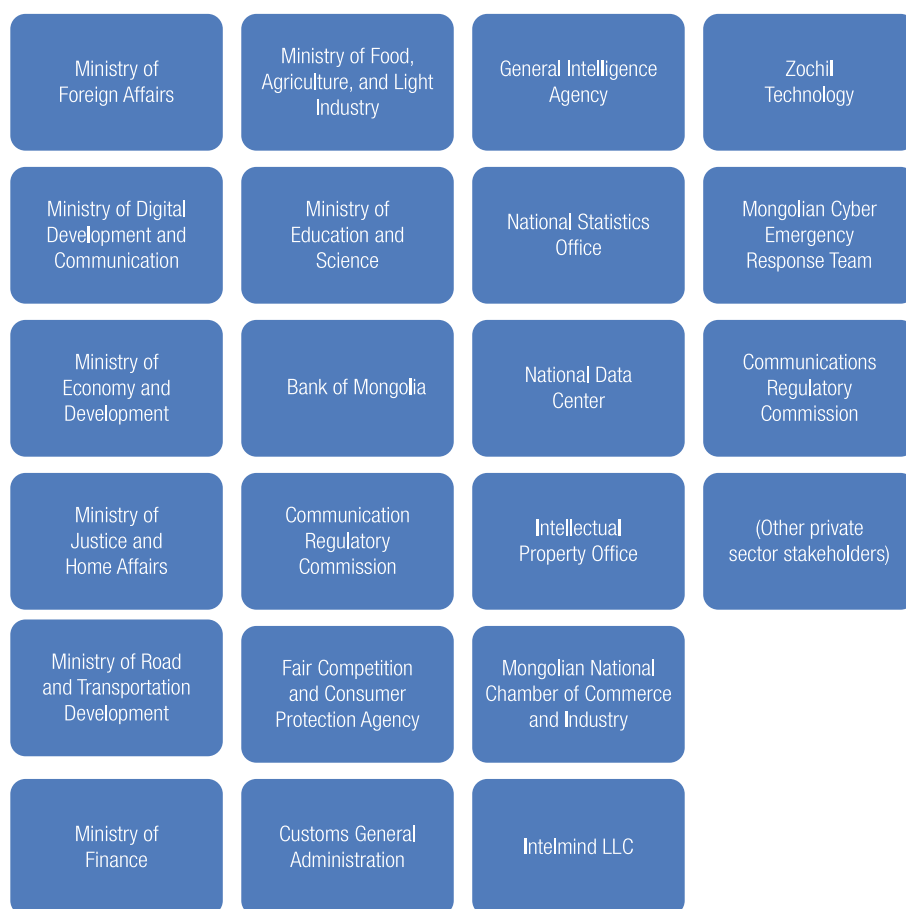 Ministry of
Foreign Affairs
Ministry of Food,
Agriculture, and Light
Industry
General Intelligence
Agency
Zochil
Technology
Ministry of Digital
Development and
Communication
Ministry of
Education and
Science
National Statistics
Office
Mongolian Cyber
Emergency
Response Team
Ministry of
Economy and
Development
Bank of Mongolia
National Data
Center
Communications
Regulatory
Commission
Ministry of
Justice and
Home Affairs
Communication
Regulatory
Commission
Intellectual
Property Office
(Other private
sector stakeholders)
Ministry of Road
and Transportation
Development
Fair Competition
and Consumer
Protection Agency
Mongolian National
Chamber of Commerce
and Industry
Ministry of
Finance
Customs General
Administration
Intelmind LLC